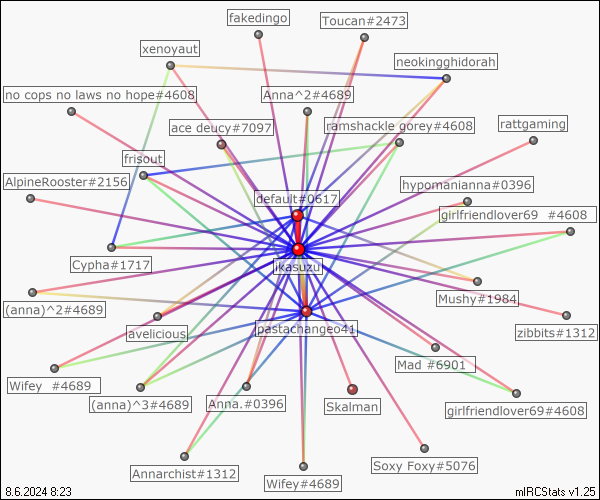 fakedingo
Toucan#2473
xenoyaut
neokingghidorah
no cops no laws no hope#4608
Anna^2#4689
ace deucy#7097
ramshackle gorey#4608
rattgaming
frisout
AlpineRooster#2156
hypomanianna#0396
default#0617
girlfriendlover69 #4608
Cypha#1717
ikasuzu
Mushy#1984
(anna)^2#4689
avelicious
pastachangeo41
zibbits#1312
Mad #6901
Wifey #4689
(anna)^3#4689
Anna.#0396
Skalman
girlfriendlover69#4608
Annarchist#1312
Soxy Foxy#5076
Wifey#4689
8.6.2024 8:23
mIRCStats v1.25